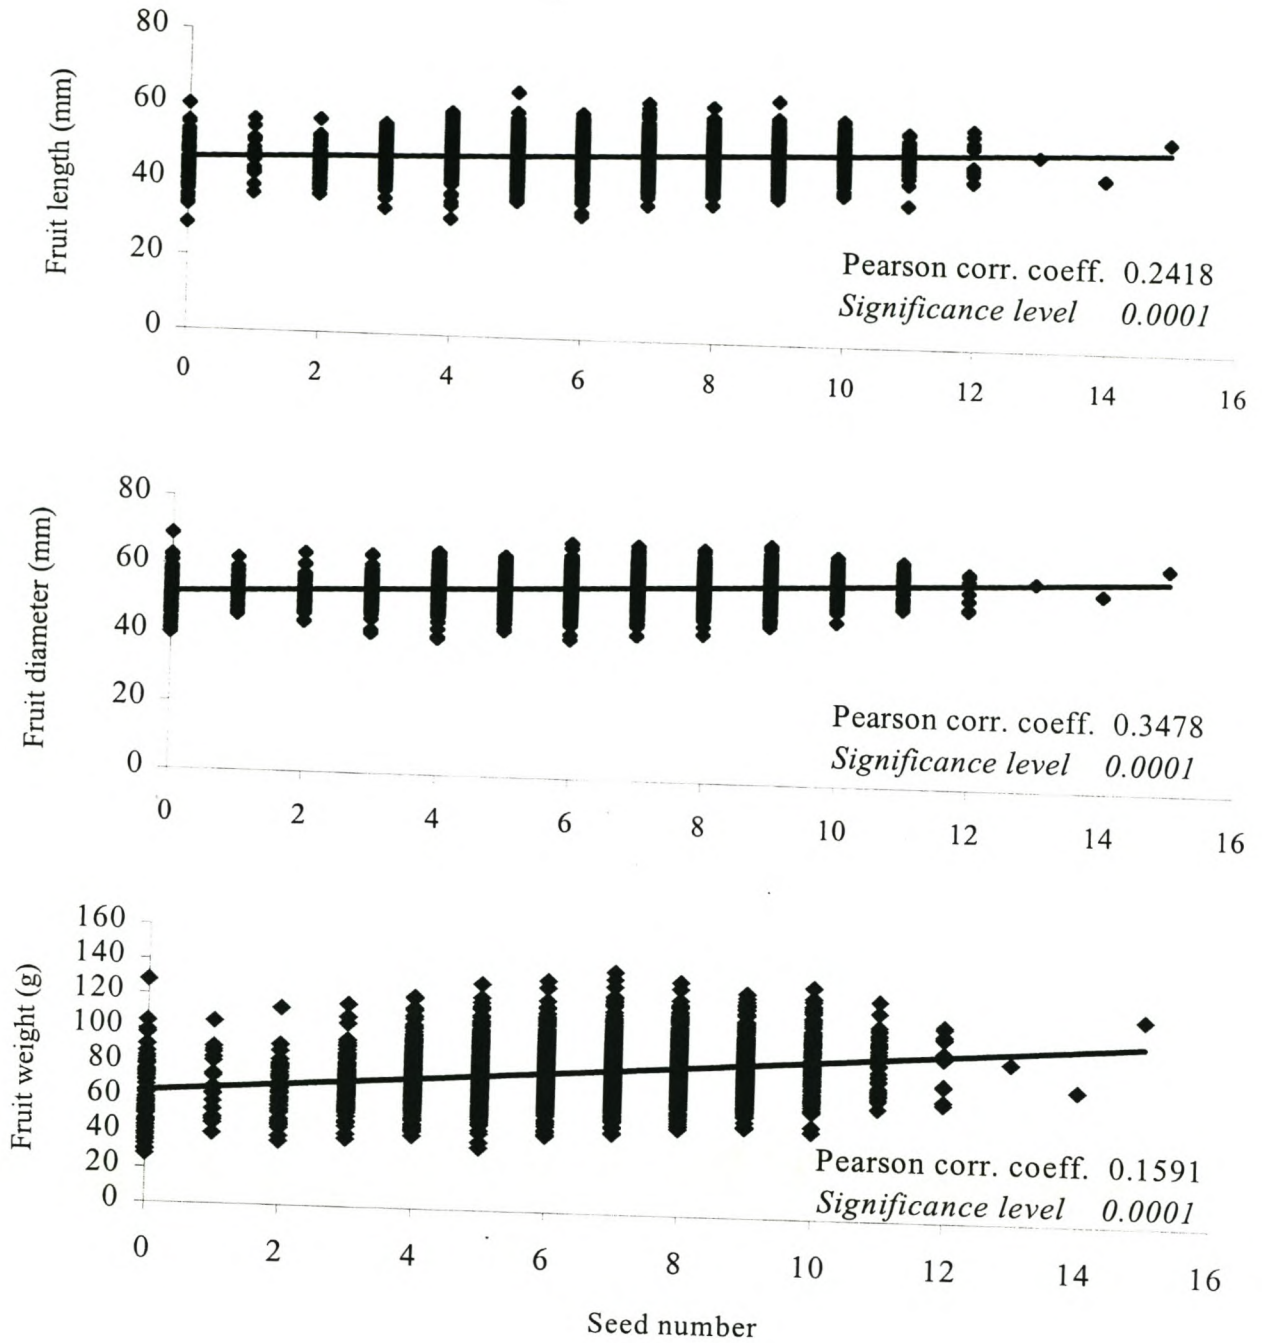 80
60
40
20
0
Fruit length (mm)
Pearson corr. coeff. 0.2418
Significance level 0.0001
0 2 4 6 8 10 12 14 16
80
60
40
20
0
Fruit diameter (mm)
Pearson corr. coeff. 0.3478
Significance level 0.0001
0 2 4 6 8 10 12 14 16
160
140
120
100
80
60
40
20
0
Fruit weight (g)
Pearson corr. coeff. 0.1591
Significance level 0.0001
0 2 4 6 8 10 12 14 16
Seed number